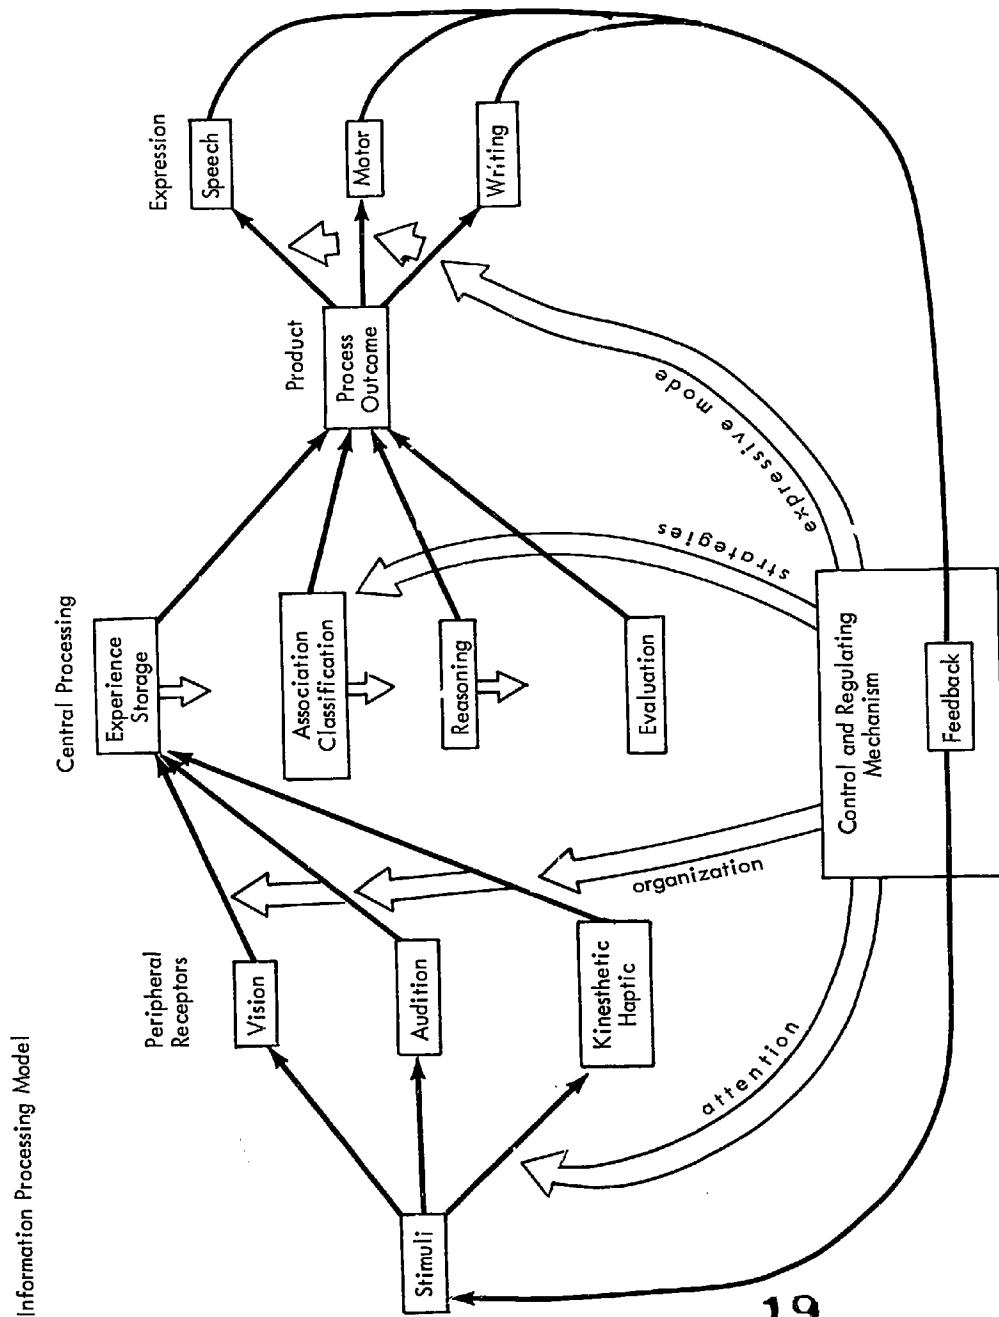 Information Processing Model
Stimuli
Peripheral
Receptors
Vision
Audition
Kinesthetic
Haptic
Central Processing
Experience
Storage
Association
Classification
Reasoning
Evaluation
Product
Process
Outcome
Expression
Speech
Motor
Writing
attention
organization
strategies
expressive mode
Control and Regulating
Mechanism
Feedback
19